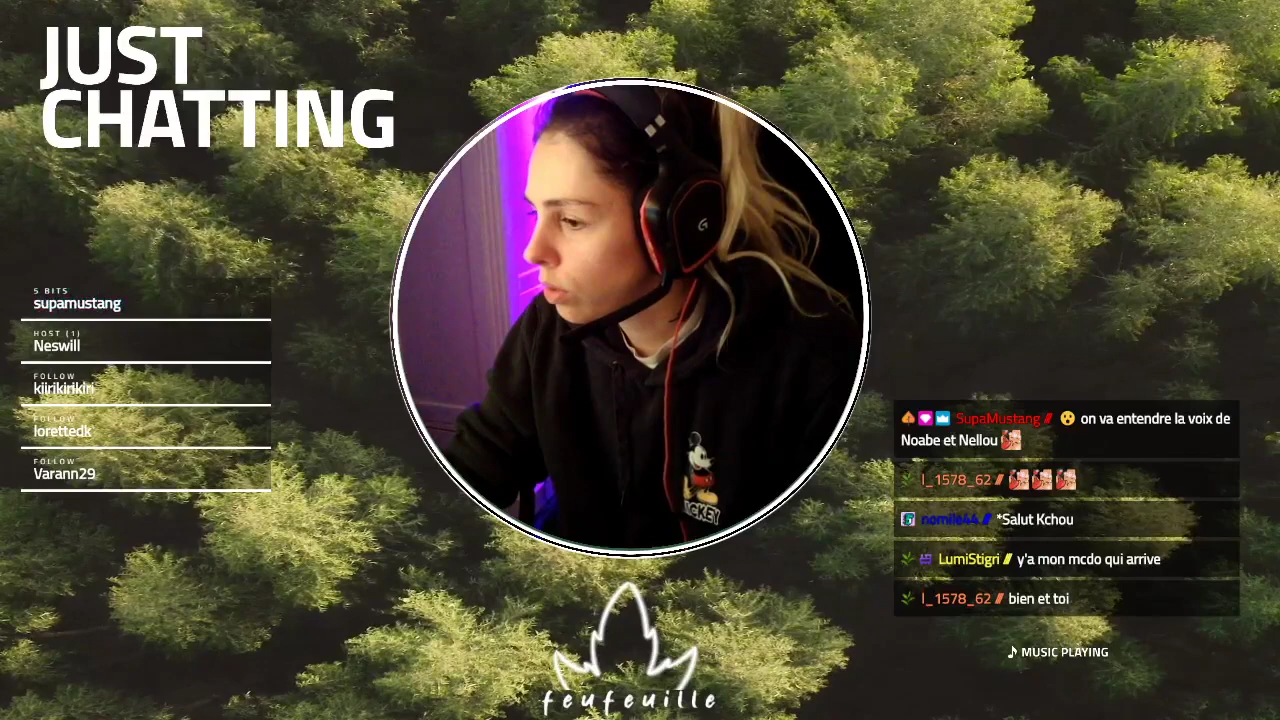 JUST
CHATTING
5 BITS
supamustang
HOST (1)
Neswill
FOLLOW
kiirikirikiri
FOLLOW
lorettedk
FOLLOW
Varann29
MICKEY
SupaMustang // on va entendre la voix de
Noabe et Nellou
l_1578_62 //
nomile44 // *Salut Kchou
LumiStigri // y'a mon mcdo qui arrive
l_1578_62 // bien et toi
MUSIC PLAYING
feufeuille